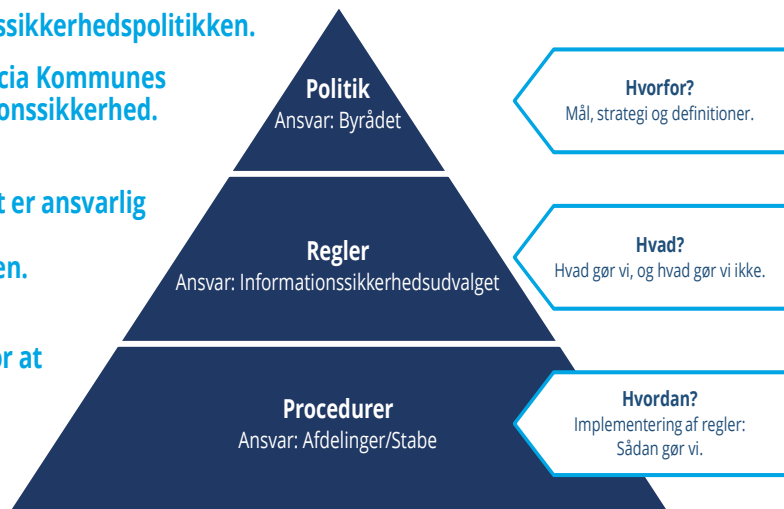 ssikkerhedspolitikken.
cia Kommunes
onssikkerhed.
t er ansvarlig
en.
or at
Politik
Ansvar: Byrådet
Hvorfor?
Mål, strategi og definitioner.
Regler
Ansvar: Informationssikkerhedsudvalget
Hvad?
Hvad gør vi, og hvad gør vi ikke.
Procedurer
Ansvar: Afdelinger/Stabe
Hvordan?
Implementering af regler:
Sådan gør vi.